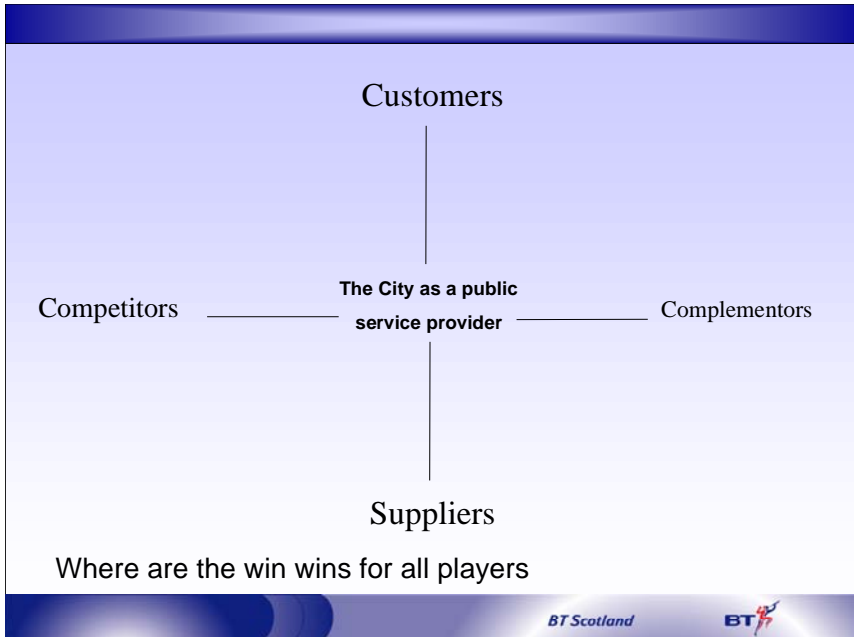 Customers
The City as a public
service provider
Competitors
Complementors
Suppliers
Where are the win wins for all players
BT Scotland
BT